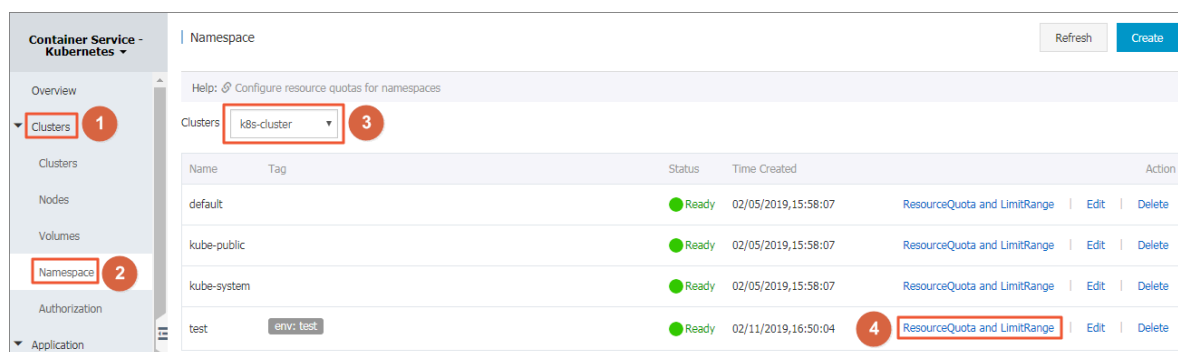 Container Service -
Kubernetes
Overview
Clusters 1
Clusters
Nodes
Volumes
Namespace 2
Authorization
Application
Namespace
Refresh Create
Help: Configure resource quotas for namespaces
Clusters k8s-cluster 3
Name Tag Status Time Created Action
default Ready 02/05/2019,15:58:07 ResourceQuota and LimitRange | Edit | Delete
kube-public Ready 02/05/2019,15:58:07 ResourceQuota and LimitRange | Edit | Delete
kube-system Ready 02/05/2019,15:58:07 ResourceQuota and LimitRange | Edit | Delete
test env: test Ready 02/11/2019,16:50:04 4 ResourceQuota and LimitRange | Edit | Delete